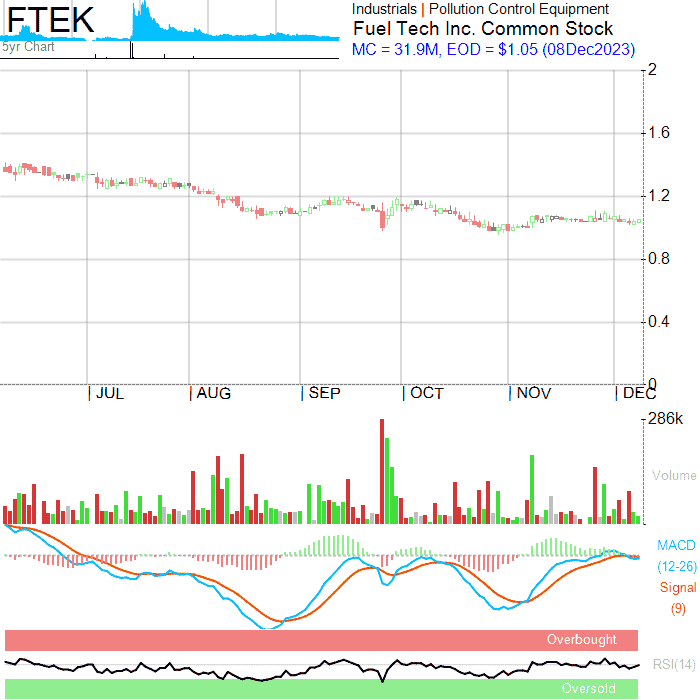 FTEK
5yr Chart
Industrials | Pollution Control Equipment
Fuel Tech Inc. Common Stock
MC = 31.9M, EOD = $1.05 (08Dec2023)
2
1.6
1.2
0.8
0.4
0
JUL AUG SEP OCT NOV DEC
286k
Volume
MACD
(12-26)
Signal
(9)
Overbought
RSI(14)
Oversold